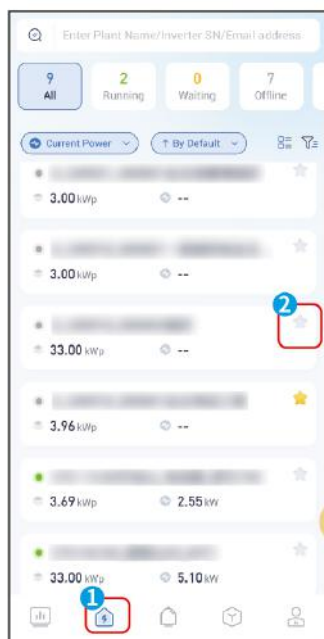 Enter Plant Name/Inverter SN/Email address
9 2 0 7
All Running Waiting Offline
Current Power ↑ By Default
3.00 kWp --
3.00 kWp --
2
33.00 kWp --
3.96 kWp --
3.69 kWp 2.55 kW
33.00 kWp 5.10 kW
1